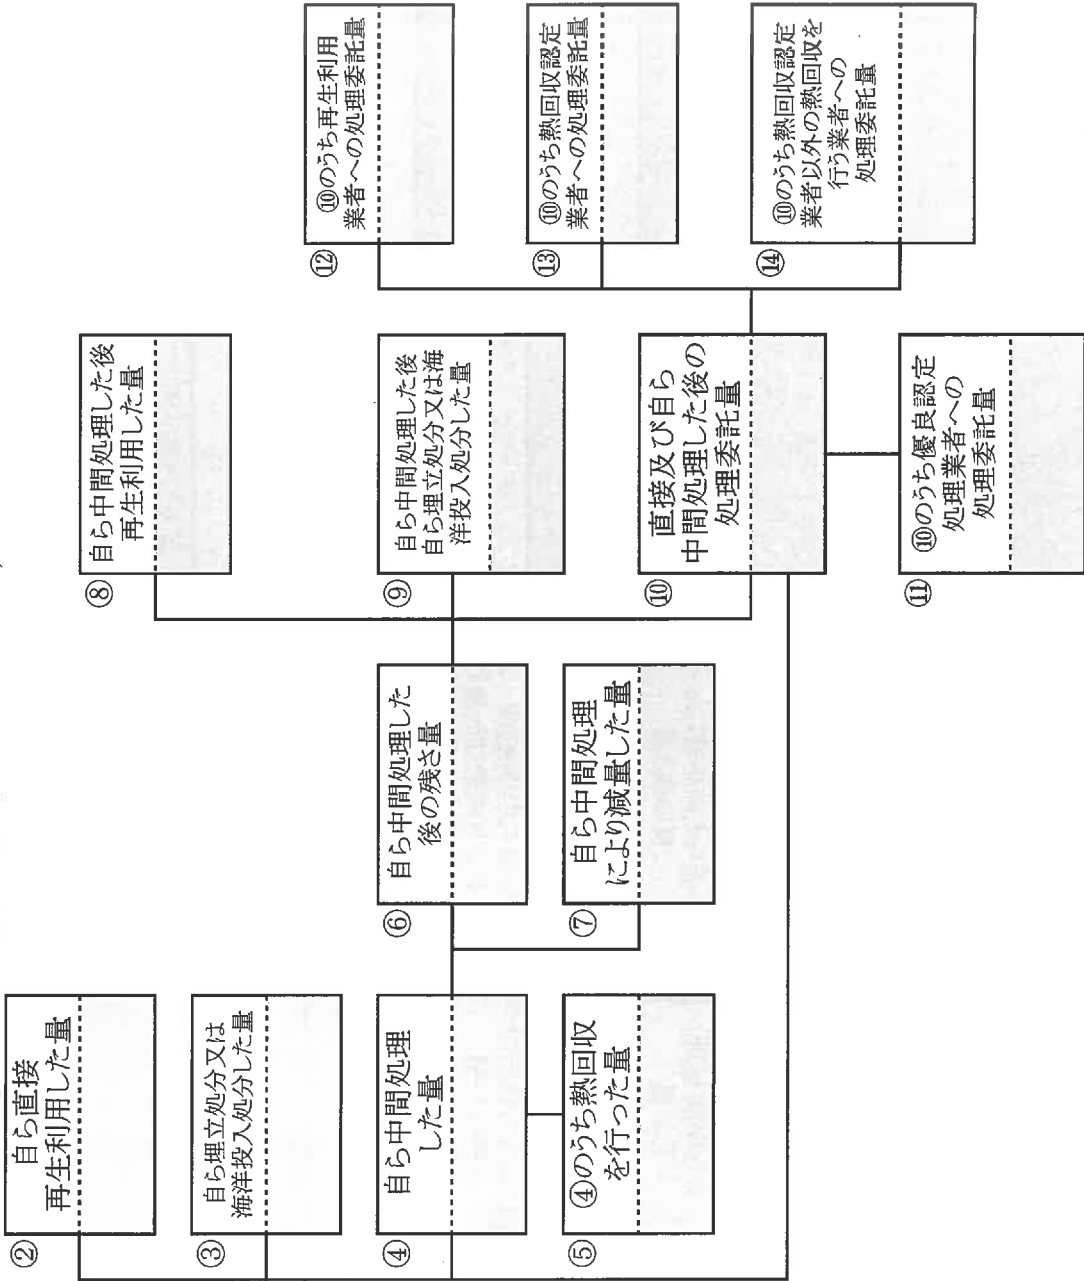 ②
自ら直接
再生利用した量
③
自ら埋立処分又は
海洋投入処分した量
④
自ら中間処理
した量
⑤
④のうち熱回収
を行った量
⑥
自ら中間処理した
後の残さ量
⑦
自ら中間処理
により減量した量
⑧
自ら中間処理した後
再生利用した量
⑨
自ら中間処理した後
自ら埋立処分又は海
洋投入処分した量
⑩
直接及び自ら
中間処理した後の
処理委託量
⑪
⑩のうち優良認定
処理業者への
処理委託量
⑫
⑩のうち再生利用
業者への処理委託量
⑬
⑩のうち熱回収認定
業者への処理委託量
⑭
⑩のうち熱回収認定
業者以外の熱回収を
行う業者への
処理委託量